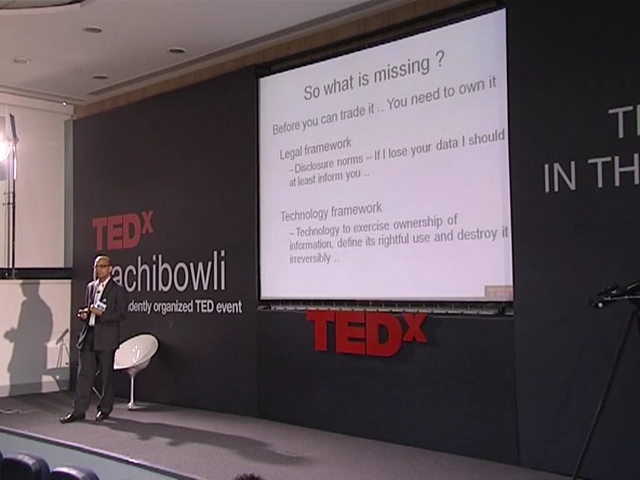 So what is missing ?
Before you can trade it .. You need to own it
Legal framework
– Disclosure norms – If I lose your data I should
at least inform you ..
Technology framework
– Technology to exercise ownership of
information, define its rightful use and destroy it
irreversibly ..
TEDx
achibowli
dently organized TED event
TEDx
IN TH